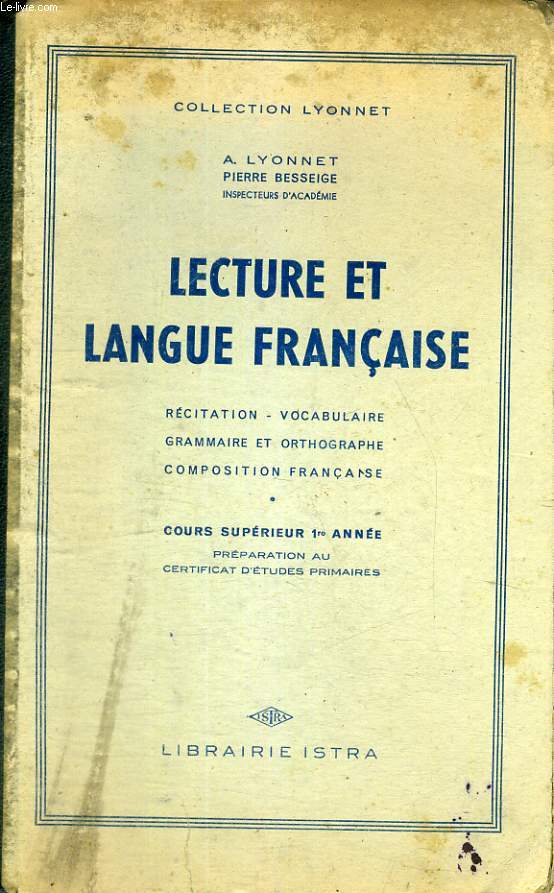 Le-livre.com
COLLECTION LYONNET
A. LYONNET
PIERRE BESSEIGE
INSPECTEURS D'ACADÉMIE
LECTURE ET
LANGUE FRANÇAISE
RÉCITATION - VOCABULAIRE
GRAMMAIRE ET ORTHOGRAPHE
COMPOSITION FRANÇAISE
•
COURS SUPÉRIEUR 1re ANNÉE
PRÉPARATION AU
CERTIFICAT D'ÉTUDES PRIMAIRES
ISTRA
LIBRAIRIE ISTRA